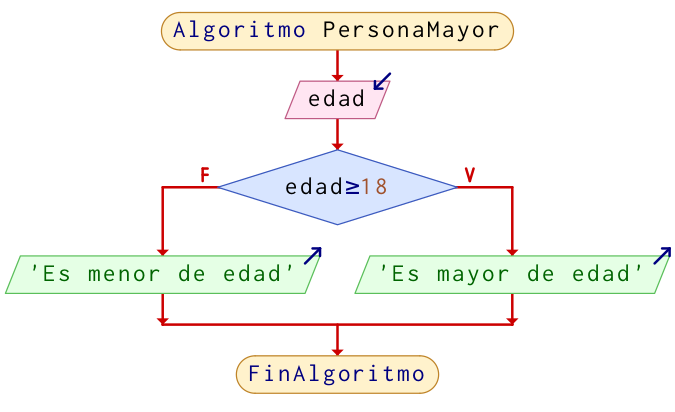 Algoritmo PersonaMayor
edad
F
V
edad≥18
'Es menor de edad'
'Es mayor de edad'
FinAlgoritmo